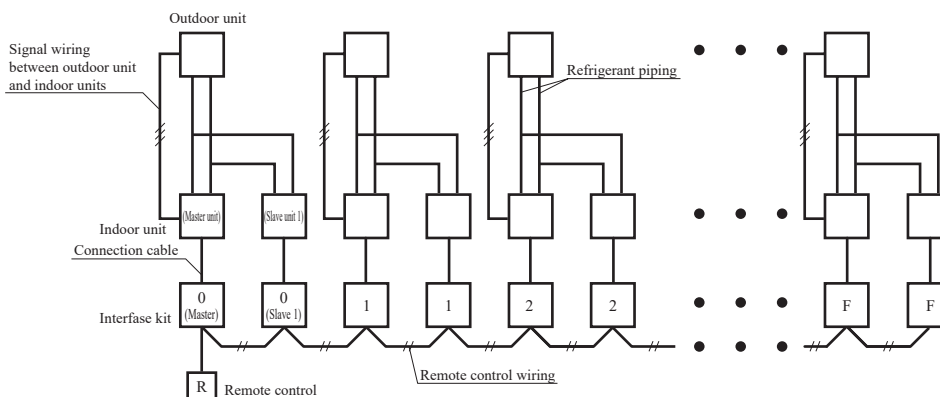 Outdoor unit
Signal wiring
between outdoor unit
and indoor units
Refrigerant piping
(Master unit)
(Slave unit 1)
Indoor unit
Connection cable
0
(Master)
0
(Slave 1)
1
1
2
2
F
F
Interfase kit
Remote control wiring
R
Remote control